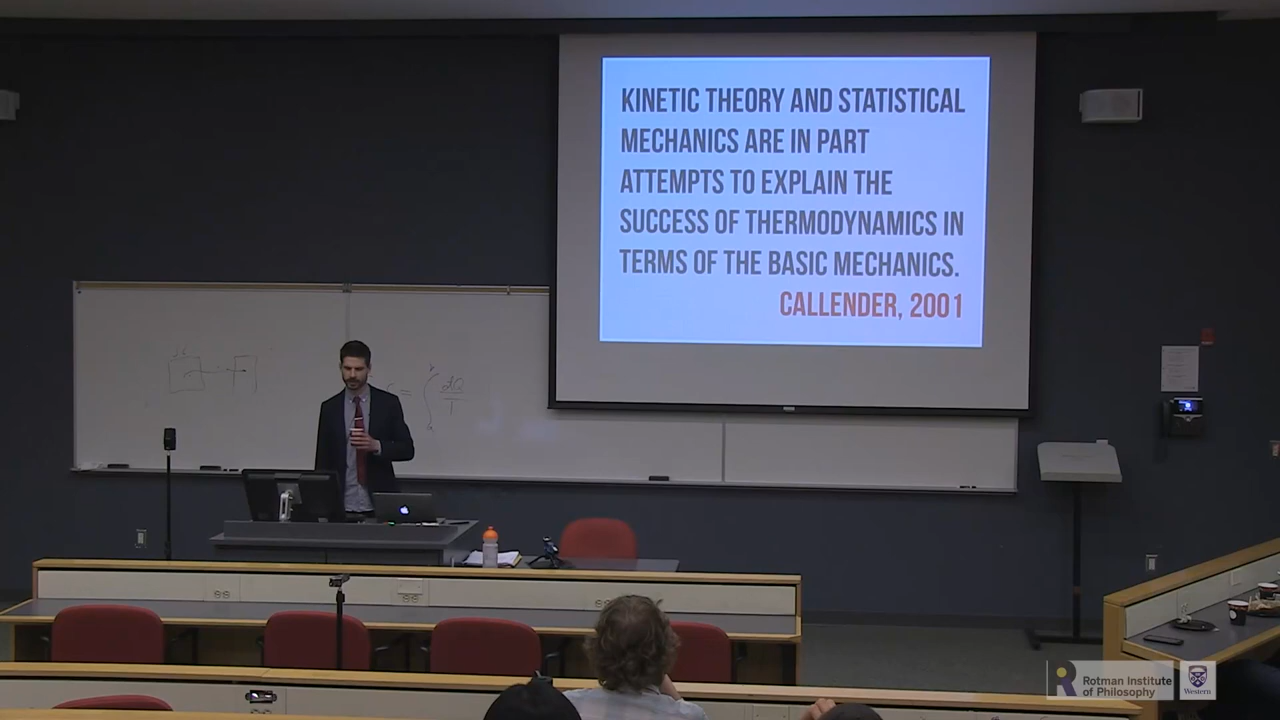 KINETIC THEORY AND STATISTICAL
MECHANICS ARE IN PART
ATTEMPTS TO EXPLAIN THE
SUCCESS OF THERMODYNAMICS IN
TERMS OF THE BASIC MECHANICS.
CALLENDER, 2001
= ∫ dQ
T
Rotman Institute
of Philosophy
Western